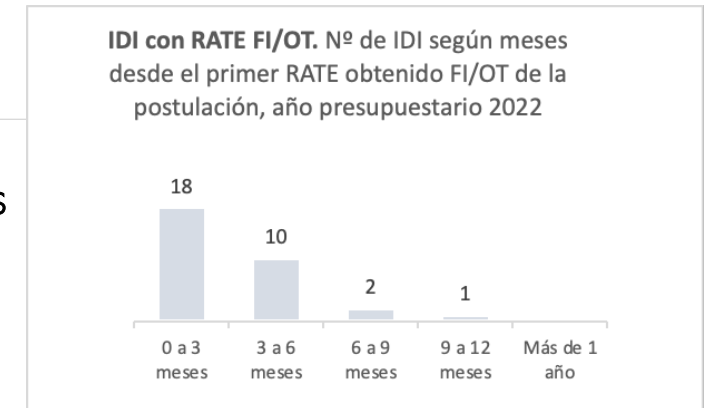 IDI con RATE FI/OT. Nº de IDI según meses
desde el primer RATE obtenido FI/OT de la
postulación, año presupuestario 2022
18
10
2
1
0 a 3 meses
3 a 6 meses
6 a 9 meses
9 a 12 meses
Más de 1 año